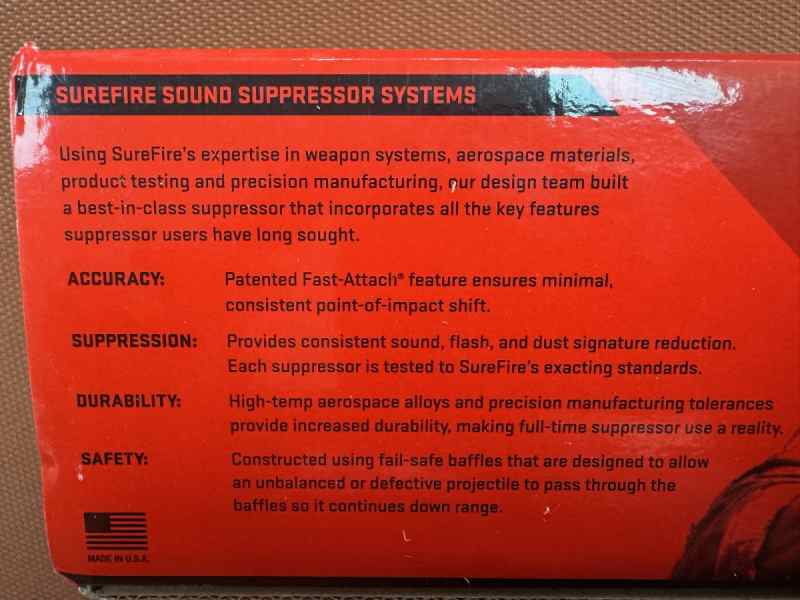 SUREFIRE SOUND SUPPRESSOR SYSTEMS
Using SureFire's expertise in weapon systems, aerospace materials,
product testing and precision manufacturing, our design team built
a best-in-class suppressor that incorporates all the key features
suppressor users have long sought.
ACCURACY: Patented Fast-Attach® feature ensures minimal,
consistent point-of-impact shift.
SUPPRESSION: Provides consistent sound, flash, and dust signature reduction.
Each suppressor is tested to SureFire's exacting standards.
DURABILITY: High-temp aerospace alloys and precision manufacturing tolerances
provide increased durability, making full-time suppressor use a reality.
SAFETY: Constructed using fail-safe baffles that are designed to allow
an unbalanced or defective projectile to pass through the
baffles so it continues down range.
MADE IN U.S.A.